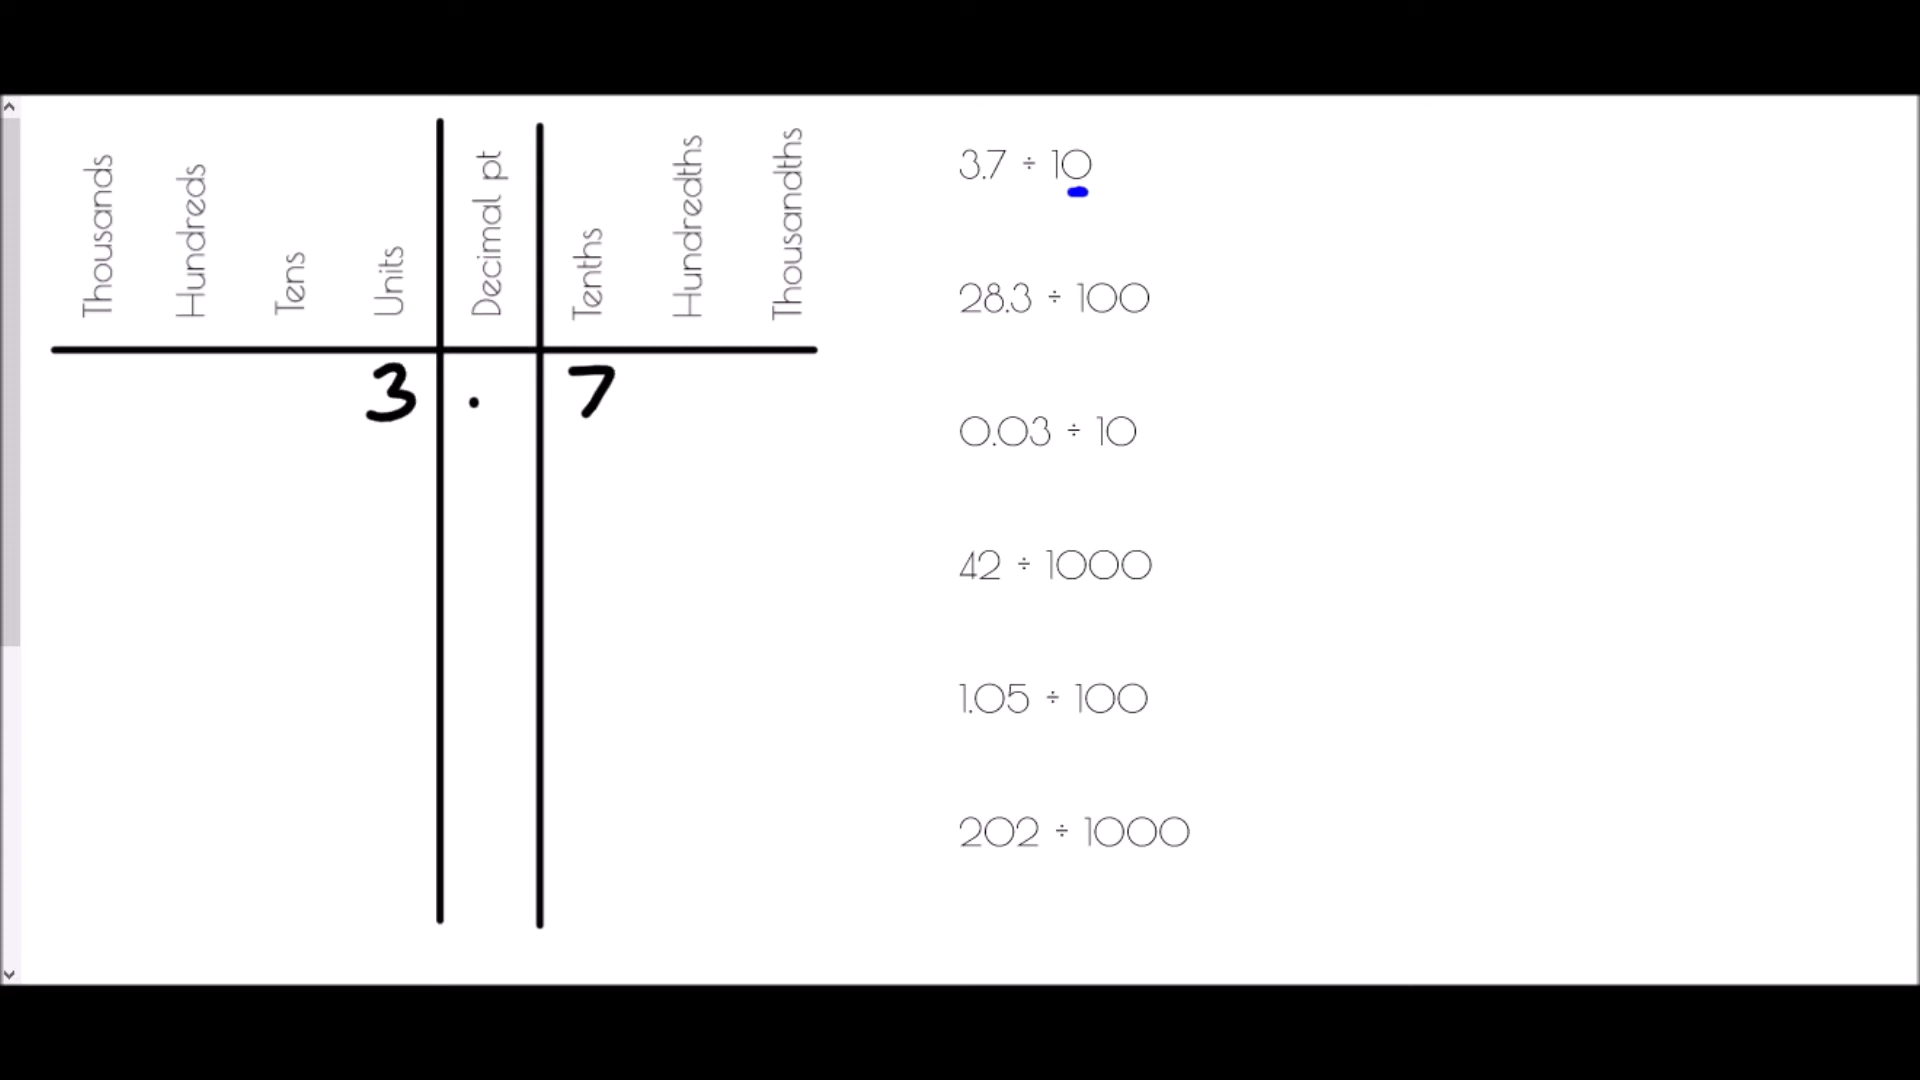 Thousands Hundreds Tens Units Decimal pt Tenths Hundredths Thousandths
3 . 7
3.7 ÷ 10
28.3 ÷ 100
0.03 ÷ 10
42 ÷ 1000
1.05 ÷ 100
202 ÷ 1000